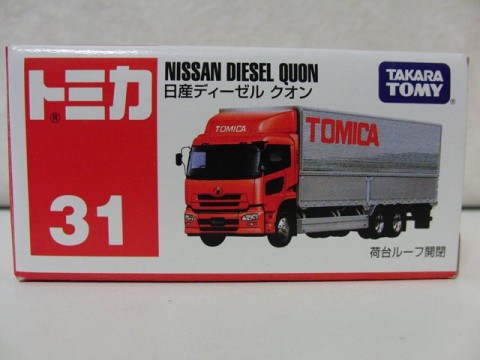 トミカ
®
31
NISSAN DIESEL QUON
日産ディーゼル クオン
TAKARA
TOMY
TOMICA
TOMICA
荷台ルーフ開閉